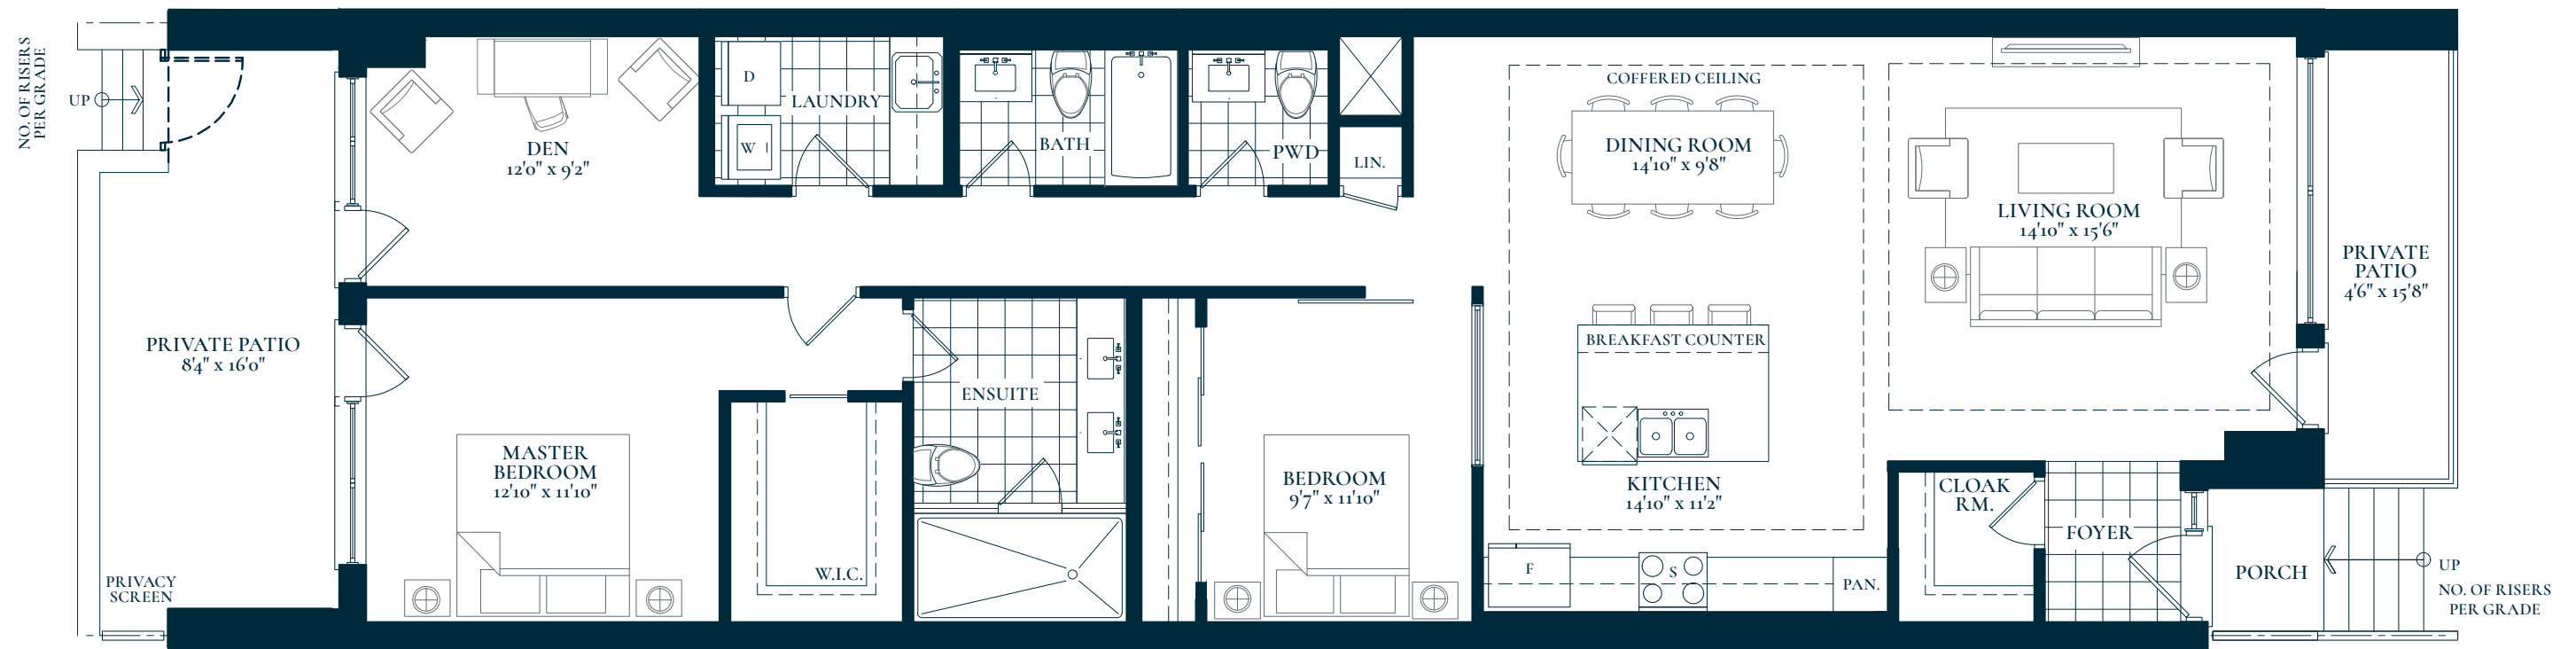 NO. OF RISERS
PER GRADE
UP
DEN
12'0" x 9'2"
D
LAUNDRY
W
BATH
PWD
LIN.
COFFERED CEILING
DINING ROOM
14'10" x 9'8"
LIVING ROOM
14'10" x 15'6"
PRIVATE
PATIO
4'6" x 15'8"
PRIVATE PATIO
8'4" x 16'0"
BREAKFAST COUNTER
ENSUITE
MASTER
BEDROOM
12'10" x 11'10"
BEDROOM
9'7" x 11'10"
KITCHEN
14'10" x 11'2"
CLOAK
RM.
FOYER
PORCH
UP
NO. OF RISERS
PER GRADE
PRIVACY
SCREEN
W.I.C.
F
S
PAN.